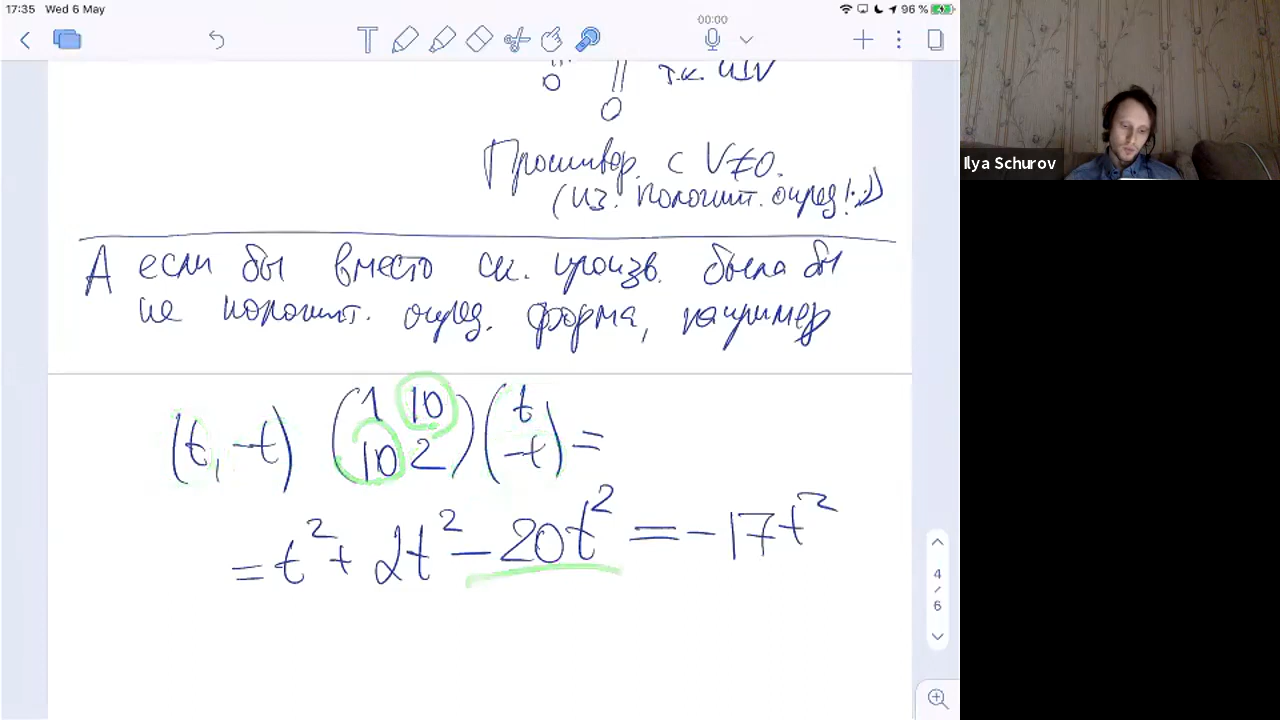 17:35 Wed 6 May
96 %
00:00
T
т.к. U⊥V
0
0
Противор. с V≠0.
(из. положит. опред!:))
А если бы вместо ск. произв. была бы
не положит. опред. форма, например
(t, -t) (1 10
10 2) (t
-t) =
= t² + 2t² - 20t² = -17t²
4
/
6
Ilya Schurov